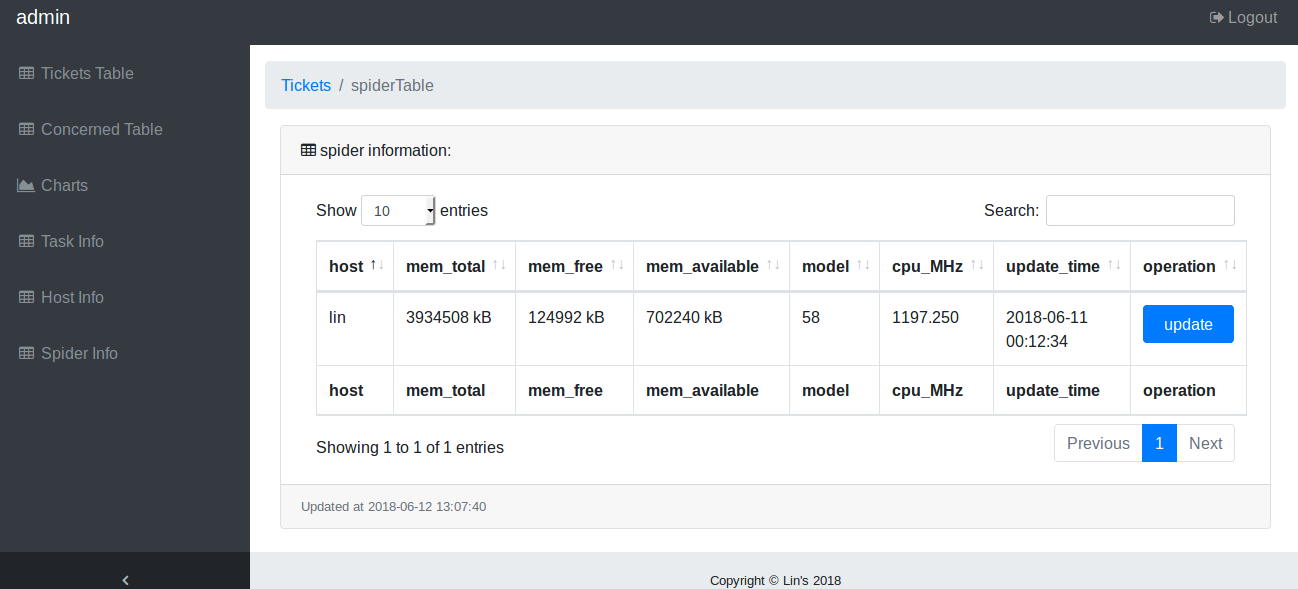 admin
Logout
Tickets Table
Concerned Table
Charts
Task Info
Host Info
Spider Info
Tickets / spiderTable
spider information:
Show 10 entries
Search:
host mem_total mem_free mem_available model cpu_MHz update_time operation
lin 3934508 kB 124992 kB 702240 kB 58 1197.250 2018-06-11 update
00:12:34
host mem_total mem_free mem_available model cpu_MHz update_time operation
Showing 1 to 1 of 1 entries
Previous 1 Next
Updated at 2018-06-12 13:07:40
Copyright © Lin's 2018